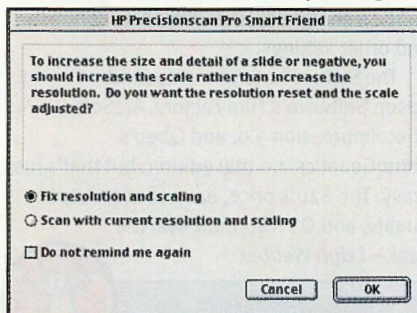 HP Precisionscan Pro Smart Friend
To increase the size and detail of a slide or negative, you
should increase the scale rather than increase the
resolution. Do you want the resolution reset and the scale
adjusted?
Fix resolution and scaling
Scan with current resolution and scaling
Do not remind me again
Cancel
OK